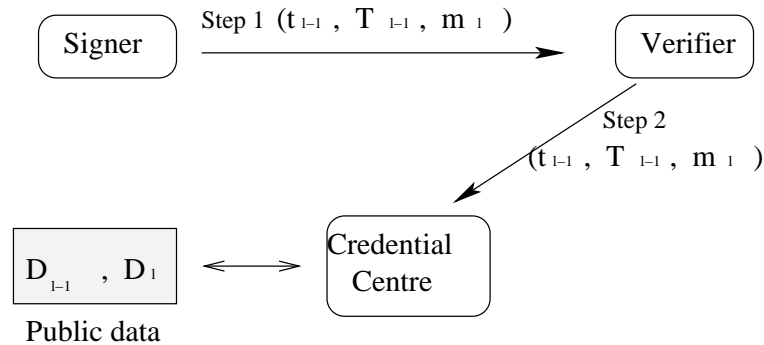 Signer
Step 1 (t l−1 , T l−1 , m l )
Verifier
Step 2
(t l−1 , T l−1 , m l )
Credential
Centre
D l−1 , D l
Public data